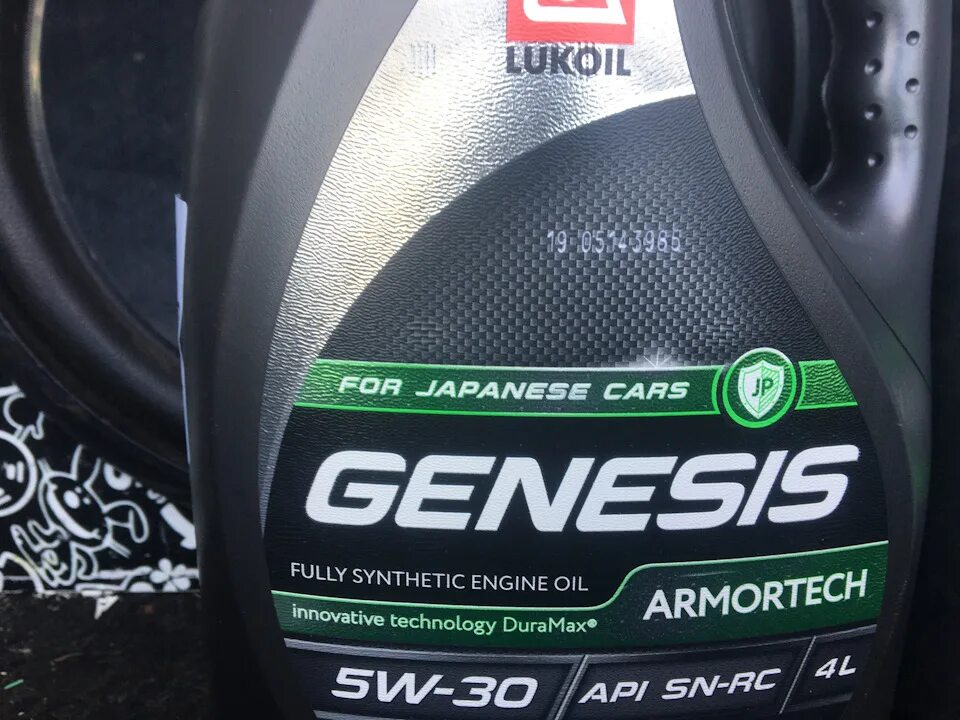 LUKOIL
19 05143985
FOR JAPANESE CARS
JP
GENESIS
FULLY SYNTHETIC ENGINE OIL
ARMORTECH
innovative technology DuraMax®
5W-30
API SN-RC
4L